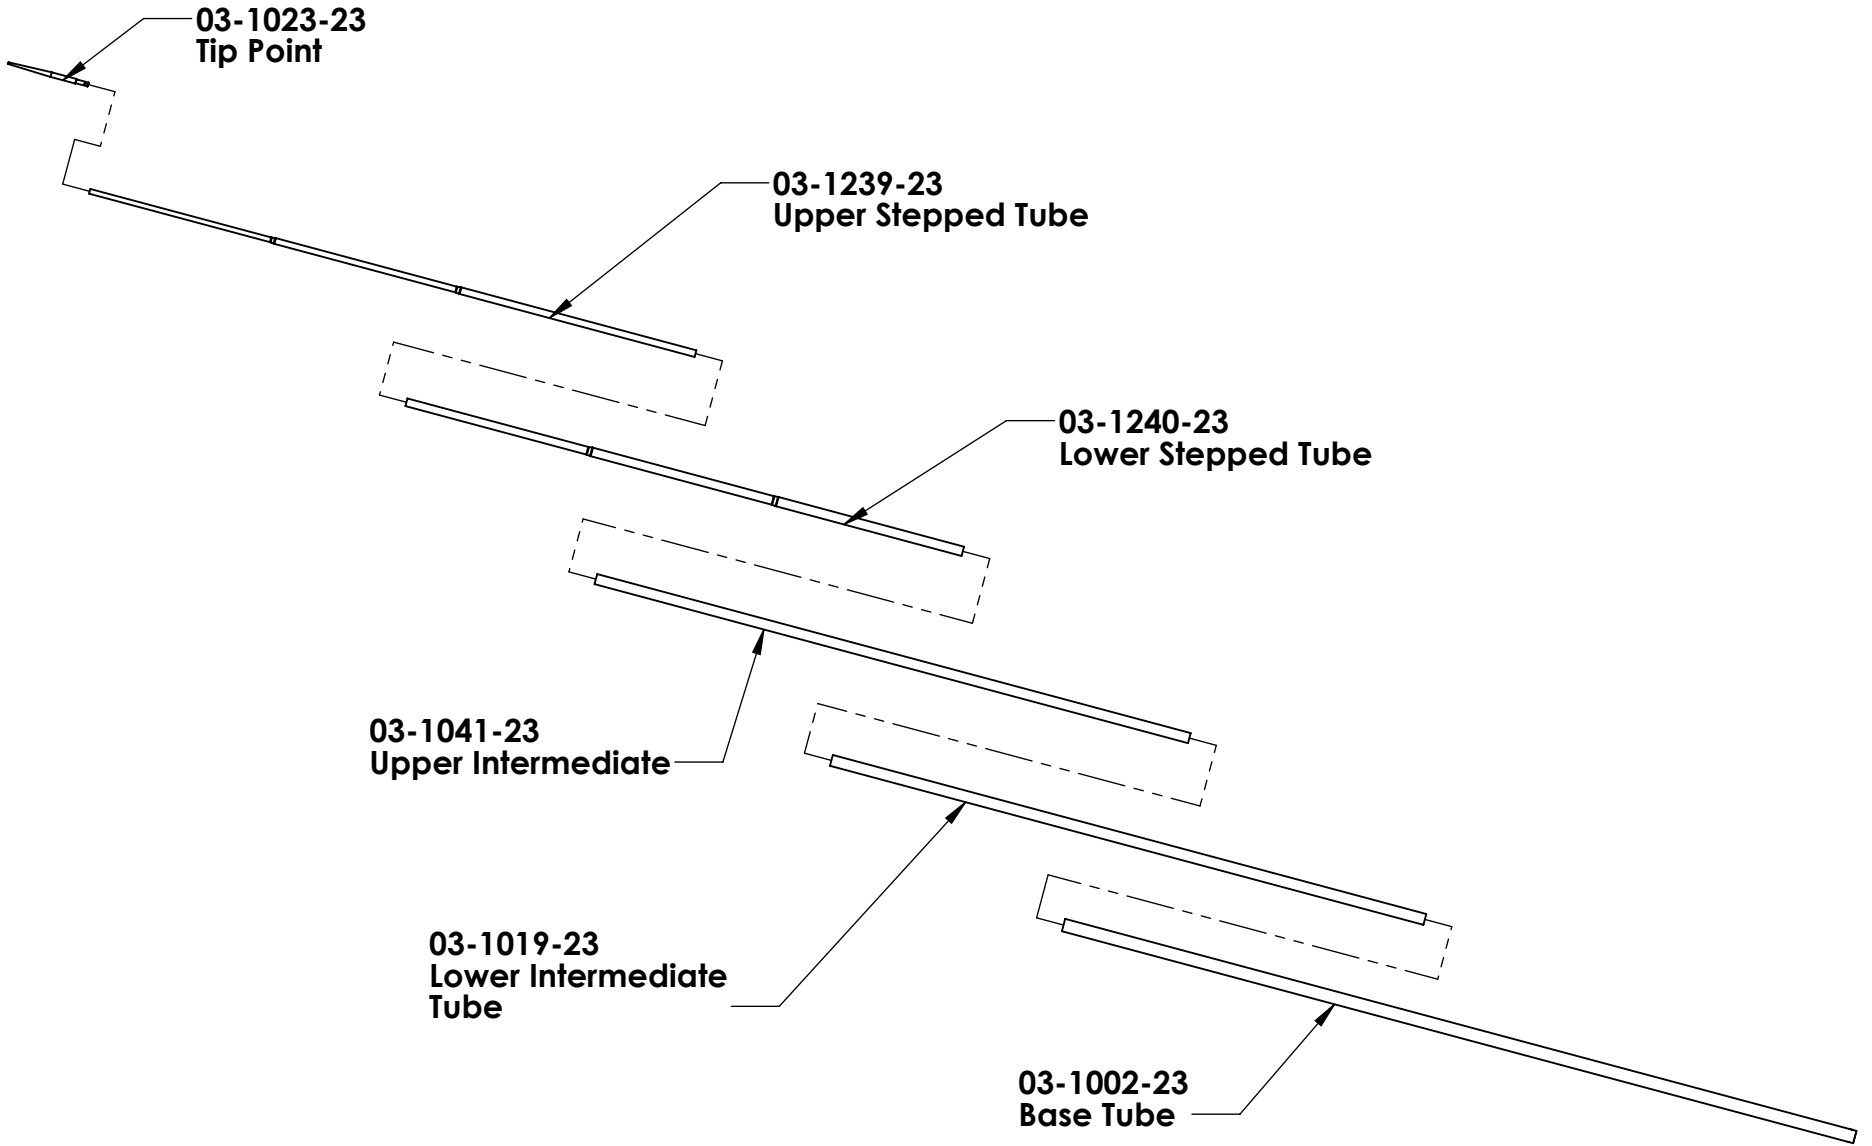 03-1023-23
Tip Point
03-1239-23
Upper Stepped Tube
03-1240-23
Lower Stepped Tube
03-1041-23
Upper Intermediate
03-1019-23
Lower Intermediate
Tube
03-1002-23
Base Tube